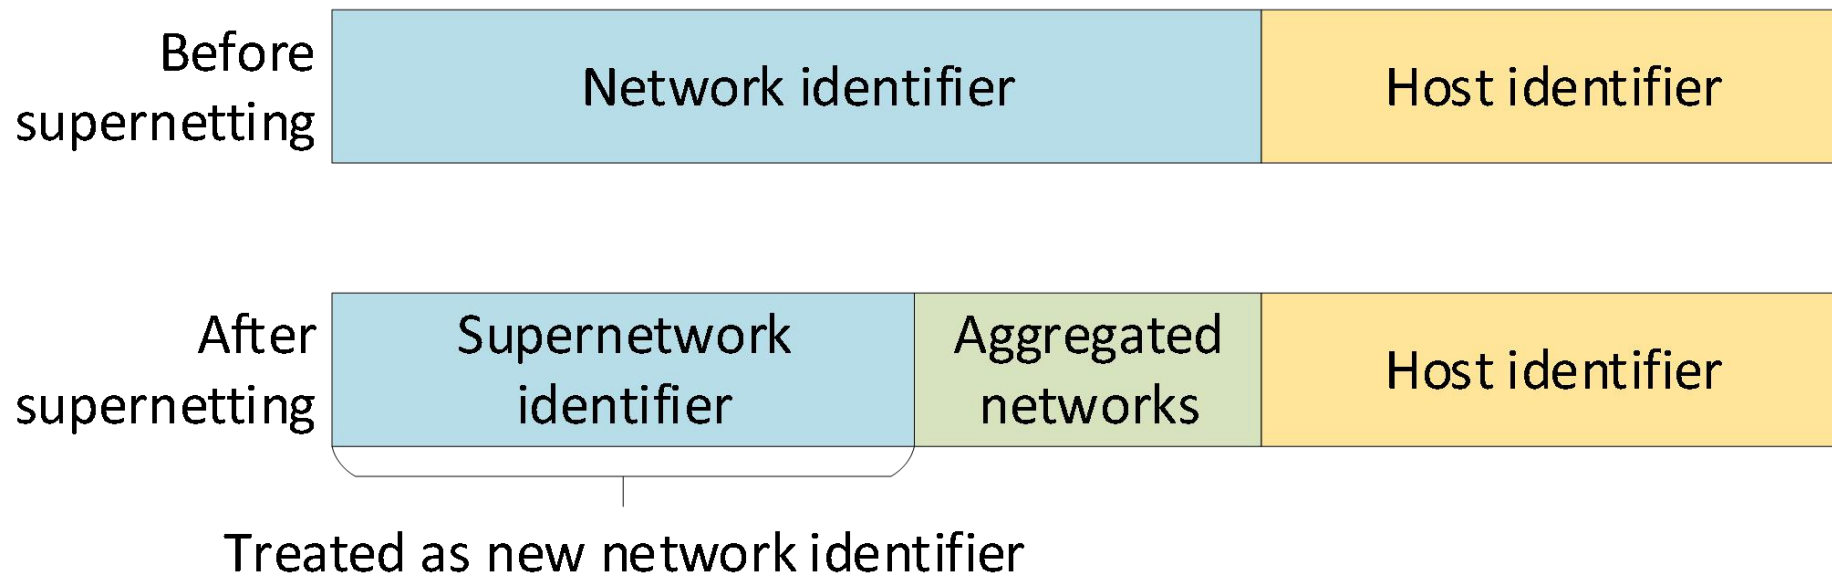 Before
supernetting
Network identifier
Host identifier
After
supernetting
Supernetwork
identifier
Aggregated
networks
Host identifier
Treated as new network identifier